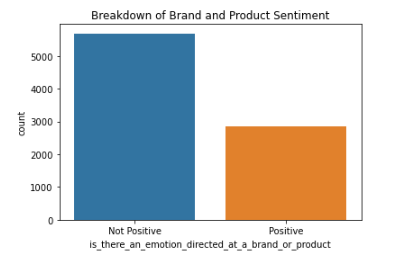 Breakdown of Brand and Product Sentiment
5000
4000
3000
2000
1000
0
count
Not Positive
Positive
is_there_an_emotion_directed_at_a_brand_or_product